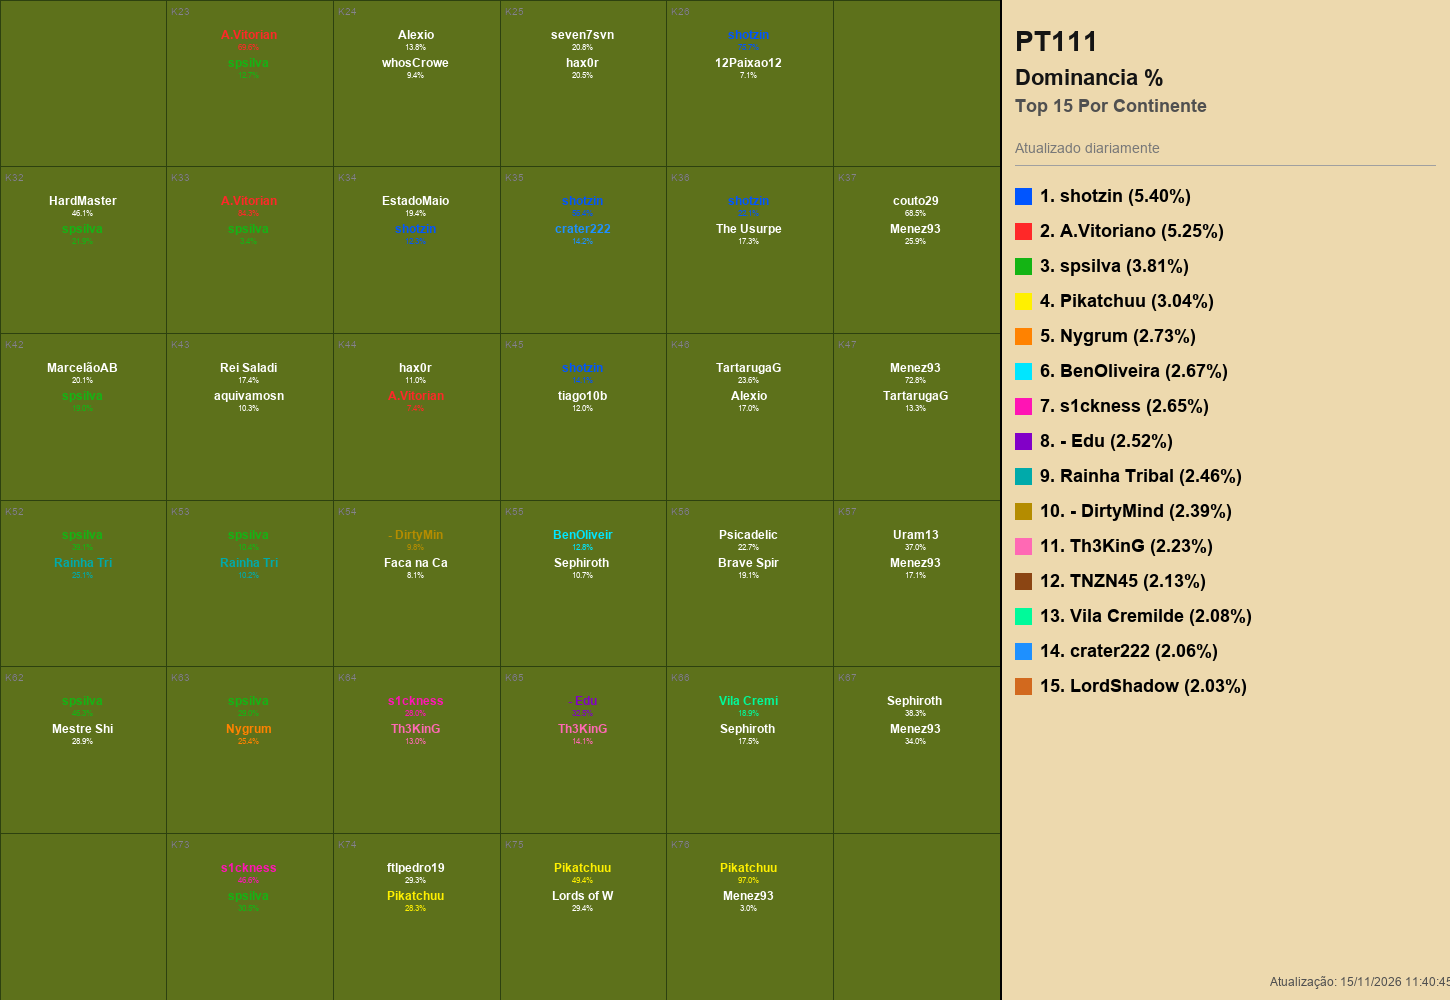 K23
A.Vitorian
spsilva
K24
Alexio
13.8%
whosCrowe
9.4%
K25
seven7svn
20.8%
hax0r
20.5%
K26
shotzin
12Paixao12
7.1%
K32
HardMaster
46.1%
spsilva
K33
A.Vitorian
spsilva
K34
EstadoMaio
19.4%
shotzin
K35
shotzin
crater222
K36
shotzin
The Usurpe
17.3%
K37
couto29
68.5%
Menez93
25.9%
K42
MarcelãoAB
20.1%
spsilva
K43
Rei Saladi
17.4%
aquivamosn
10.3%
K44
hax0r
11.0%
A.Vitorian
K45
shotzin
tiago10b
12.0%
K46
TartarugaG
23.6%
Alexio
17.0%
K47
Menez93
72.8%
TartarugaG
13.3%
K52
spsilva
Rainha Tri
K53
spsilva
Rainha Tri
K54
- DirtyMin
9.8%
Faca na Ca
8.1%
K55
BenOliveir
12.8%
Sephiroth
10.7%
K56
Psicadelic
22.7%
Brave Spir
19.1%
K57
Uram13
37.0%
Menez93
17.1%
K62
spsilva
Mestre Shi
28.9%
K63
spsilva
Nygrum
25.4%
K64
s1ckness
Th3KinG
13.0%
K65
- Edu
Th3KinG
14.1%
K66
Vila Cremi
18.9%
Sephiroth
17.5%
K67
Sephiroth
38.3%
Menez93
34.0%
K73
s1ckness
spsilva
K74
ftlpedro19
29.3%
Pikatchuu
28.3%
K75
Pikatchuu
49.4%
Lords of W
29.4%
K76
Pikatchuu
97.0%
Menez93
3.0%
PT111
Dominancia %
Top 15 Por Continente
Atualizado diariamente
1. shotzin (5.40%)
2. A.Vitoriano (5.25%)
3. spsilva (3.81%)
4. Pikatchuu (3.04%)
5. Nygrum (2.73%)
6. BenOliveira (2.67%)
7. s1ckness (2.65%)
8. - Edu (2.52%)
9. Rainha Tribal (2.46%)
10. - DirtyMind (2.39%)
11. Th3KinG (2.23%)
12. TNZN45 (2.13%)
13. Vila Cremilde (2.08%)
14. crater222 (2.06%)
15. LordShadow (2.03%)
Atualização: 15/11/2026 11:40:45